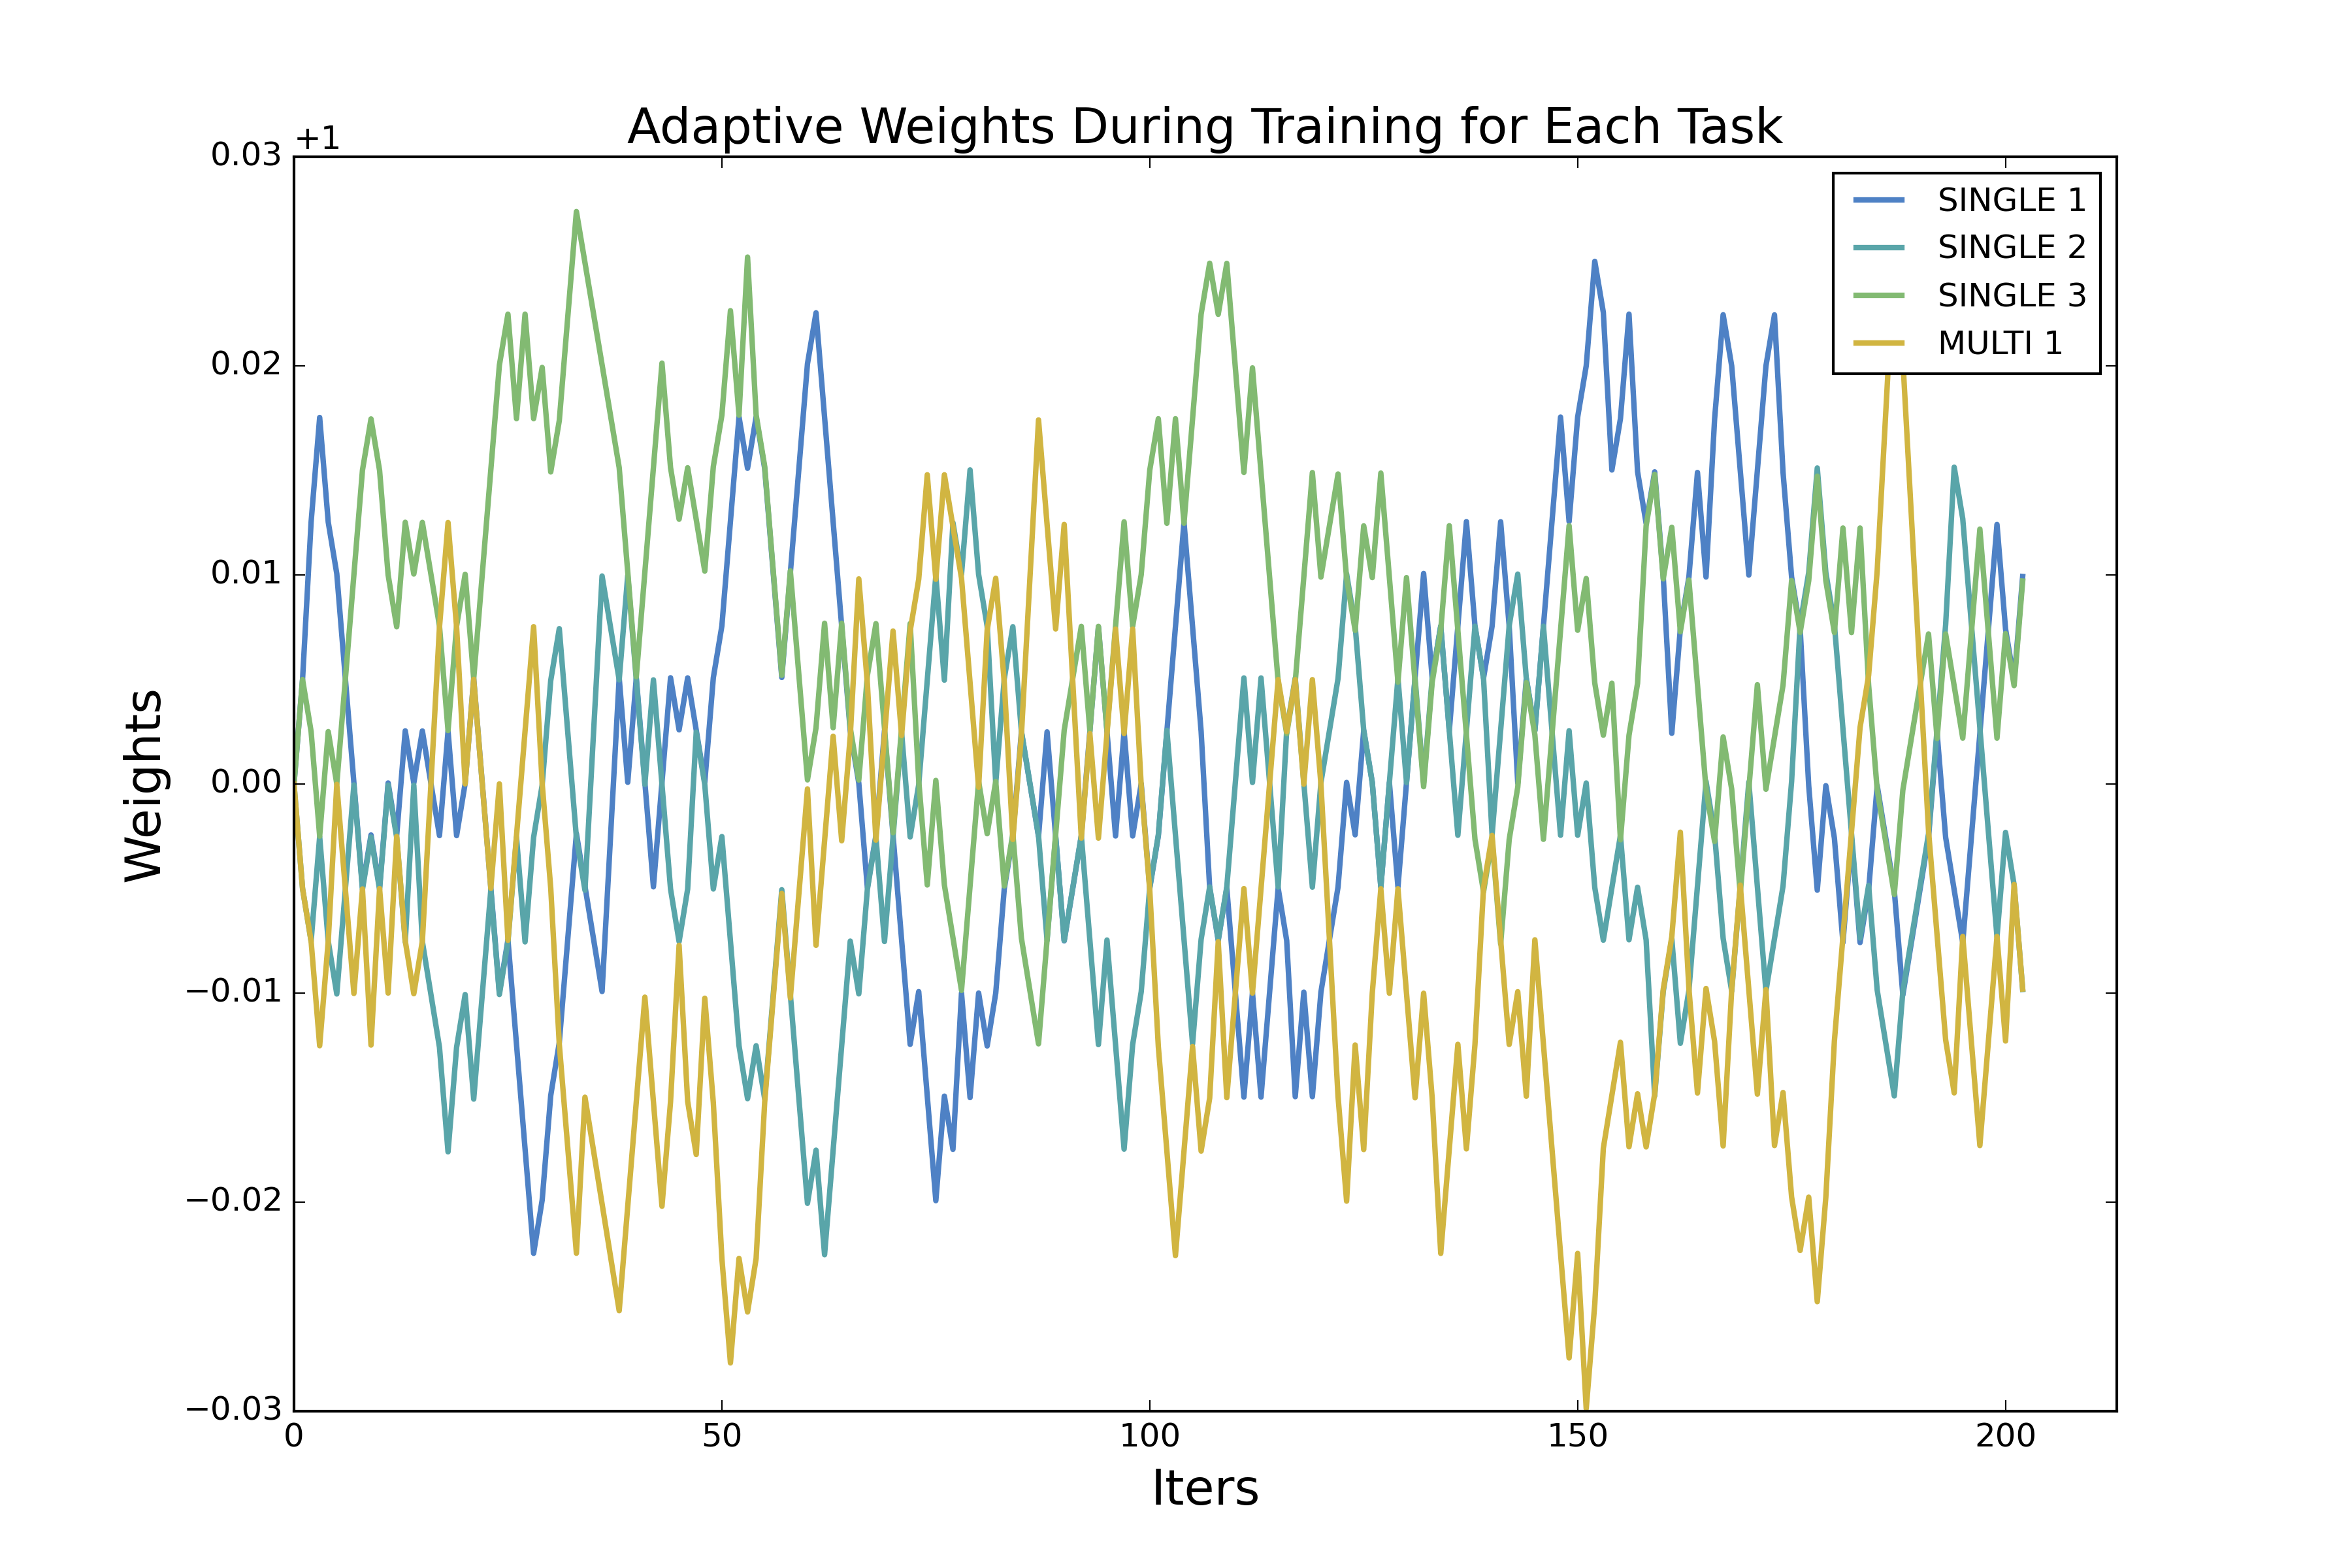 Adaptive Weights During Training for Each Task
+1
0.03
0.02
0.01
0.00
−0.01
−0.02
−0.03
Weights
0
50
100
150
200
Iters
SINGLE 1
SINGLE 2
SINGLE 3
MULTI 1